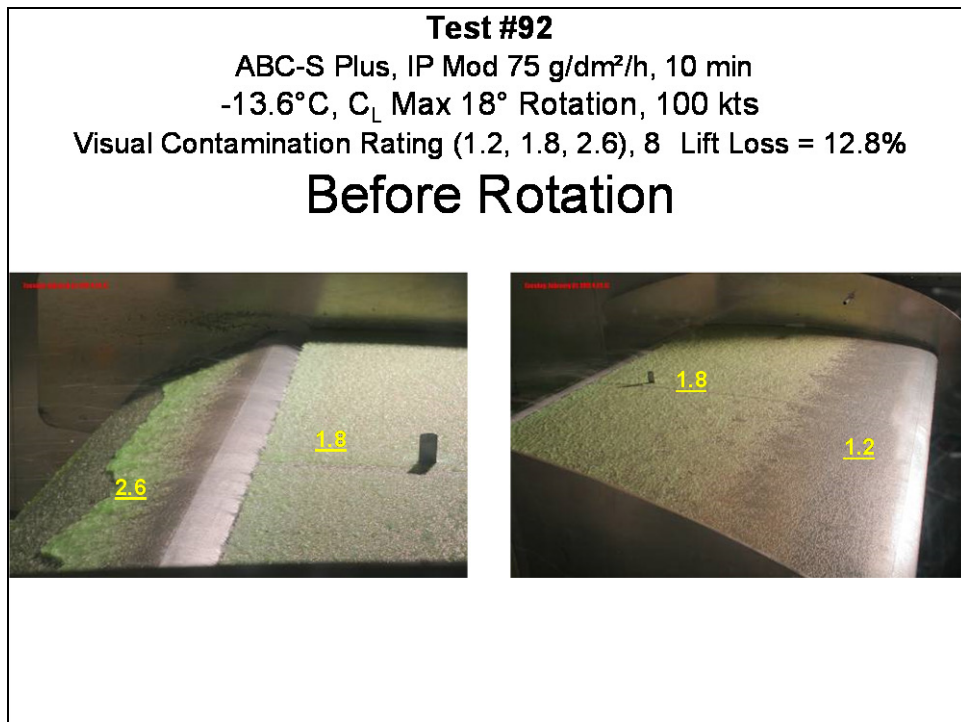 Test #92
ABC-S Plus, IP Mod 75 g/dm²/h, 10 min
-13.6°C, CL Max 18° Rotation, 100 kts
Visual Contamination Rating (1.2, 1.8, 2.6), 8 Lift Loss = 12.8%
Before Rotation
1.8
2.6
1.8
1.2